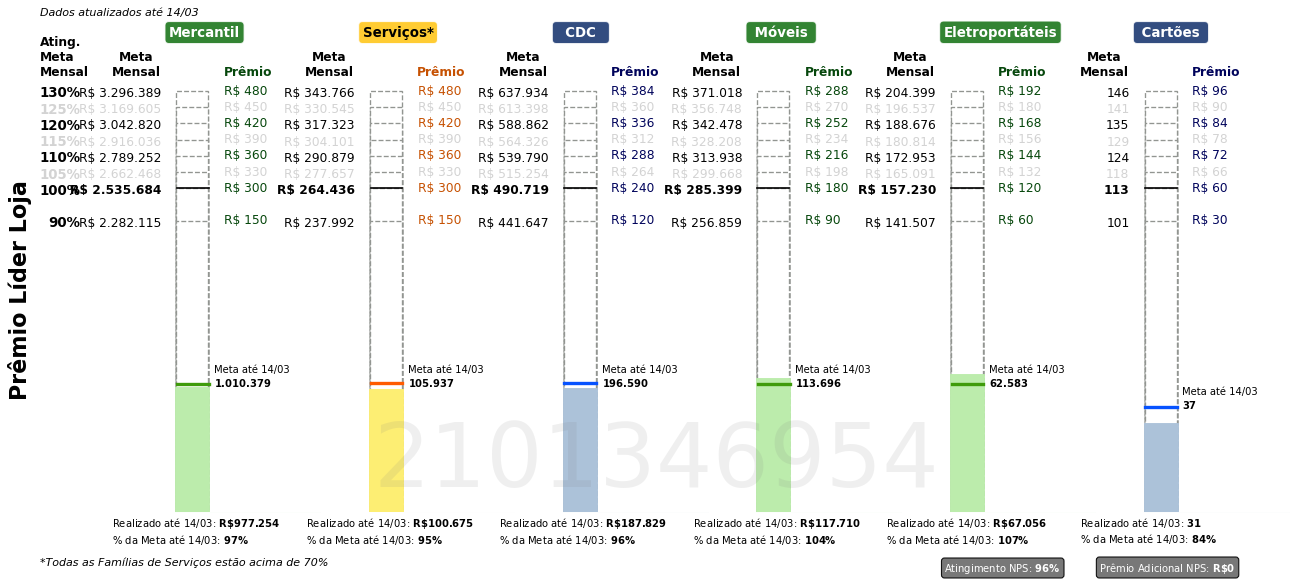 Dados atualizados até 14/03
Mercantil Serviços* CDC Móveis Eletroportáteis Cartões
Ating.
Meta Meta Meta Meta Meta Meta Meta
Mensal Mensal Prêmio Mensal Prêmio Mensal Prêmio Mensal Prêmio Mensal Prêmio Mensal Prêmio
130% R$ 3.296.389 R$ 480 R$ 343.766 R$ 480 R$ 637.934 R$ 384 R$ 371.018 R$ 288 R$ 204.399 R$ 192 146 R$ 96
125% R$ 3.169.605 R$ 450 R$ 330.545 R$ 450 R$ 613.398 R$ 360 R$ 356.748 R$ 270 R$ 196.537 R$ 180 141 R$ 90
120% R$ 3.042.820 R$ 420 R$ 317.323 R$ 420 R$ 588.862 R$ 336 R$ 342.478 R$ 252 R$ 188.676 R$ 168 135 R$ 84
115% R$ 2.916.036 R$ 390 R$ 304.101 R$ 390 R$ 564.326 R$ 312 R$ 328.208 R$ 234 R$ 180.814 R$ 156 129 R$ 78
110% R$ 2.789.252 R$ 360 R$ 290.879 R$ 360 R$ 539.790 R$ 288 R$ 313.938 R$ 216 R$ 172.953 R$ 144 124 R$ 72
105% R$ 2.662.468 R$ 330 R$ 277.657 R$ 330 R$ 515.254 R$ 264 R$ 299.668 R$ 198 R$ 165.091 R$ 132 118 R$ 66
100% R$ 2.535.684 R$ 300 R$ 264.436 R$ 300 R$ 490.719 R$ 240 R$ 285.399 R$ 180 R$ 157.230 R$ 120 113 R$ 60
90% R$ 2.282.115 R$ 150 R$ 237.992 R$ 150 R$ 441.647 R$ 120 R$ 256.859 R$ 90 R$ 141.507 R$ 60 101 R$ 30
Prêmio Líder Loja
Meta até 14/03 Meta até 14/03 Meta até 14/03 Meta até 14/03 Meta até 14/03
1.010.379 105.937 196.590 113.696 62.583
Meta até 14/03
37
2101346954
Realizado até 14/03: R$977.254 Realizado até 14/03: R$100.675 Realizado até 14/03: R$187.829 Realizado até 14/03: R$117.710 Realizado até 14/03: R$67.056 Realizado até 14/03: 31
% da Meta até 14/03: 97% % da Meta até 14/03: 95% % da Meta até 14/03: 96% % da Meta até 14/03: 104% % da Meta até 14/03: 107% % da Meta até 14/03: 84%
*Todas as Famílias de Serviços estão acima de 70%
Atingimento NPS: 96% Prêmio Adicional NPS: R$0